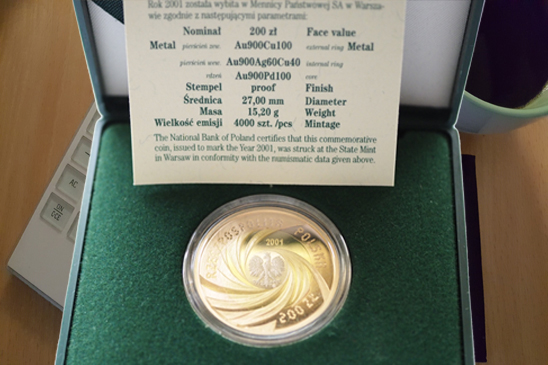 Rok 2001 została wybita w Mennicy Państwowej SA w Warsza-
wie zgodnie z następującymi parametrami:
Nominał 200 zł Face value
Metal pierścień zew. Au900Cu100 external ring Metal
pierścień wew. Au900Ag60Cu40 internal ring
rdzeń Au900Pd100 core
Stempel proof Finish
Średnica 27,00 mm Diameter
Masa 15,20 g Weight
Wielkość emisji 4000 szt./pcs Mintage
The National Bank of Poland certifies that this commemorative
coin, issued to mark the Year 2001, was struck at the State Mint
in Warsaw in conformity with the numismatic data given above.
RZECZPOSPOLITA POLSKA
2001
200 ZŁ
AC
ON
CCE